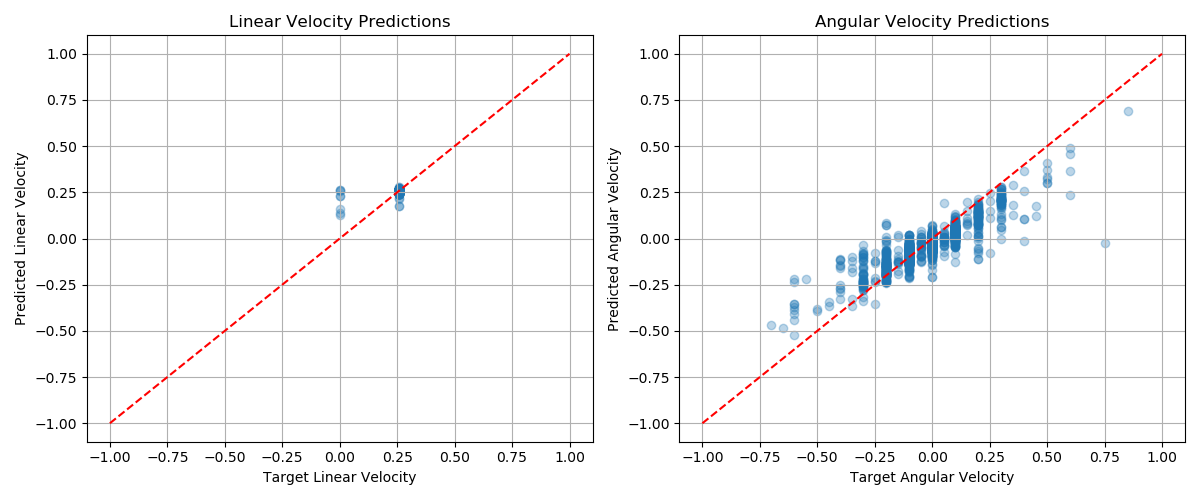 Linear Velocity Predictions
1.00
0.75
0.50
0.25
0.00
−0.25
−0.50
−0.75
−1.00
Predicted Linear Velocity
−1.00 −0.75 −0.50 −0.25 0.00 0.25 0.50 0.75 1.00
Target Linear Velocity
Angular Velocity Predictions
1.00
0.75
0.50
0.25
0.00
−0.25
−0.50
−0.75
−1.00
Predicted Angular Velocity
−1.00 −0.75 −0.50 −0.25 0.00 0.25 0.50 0.75 1.00
Target Angular Velocity